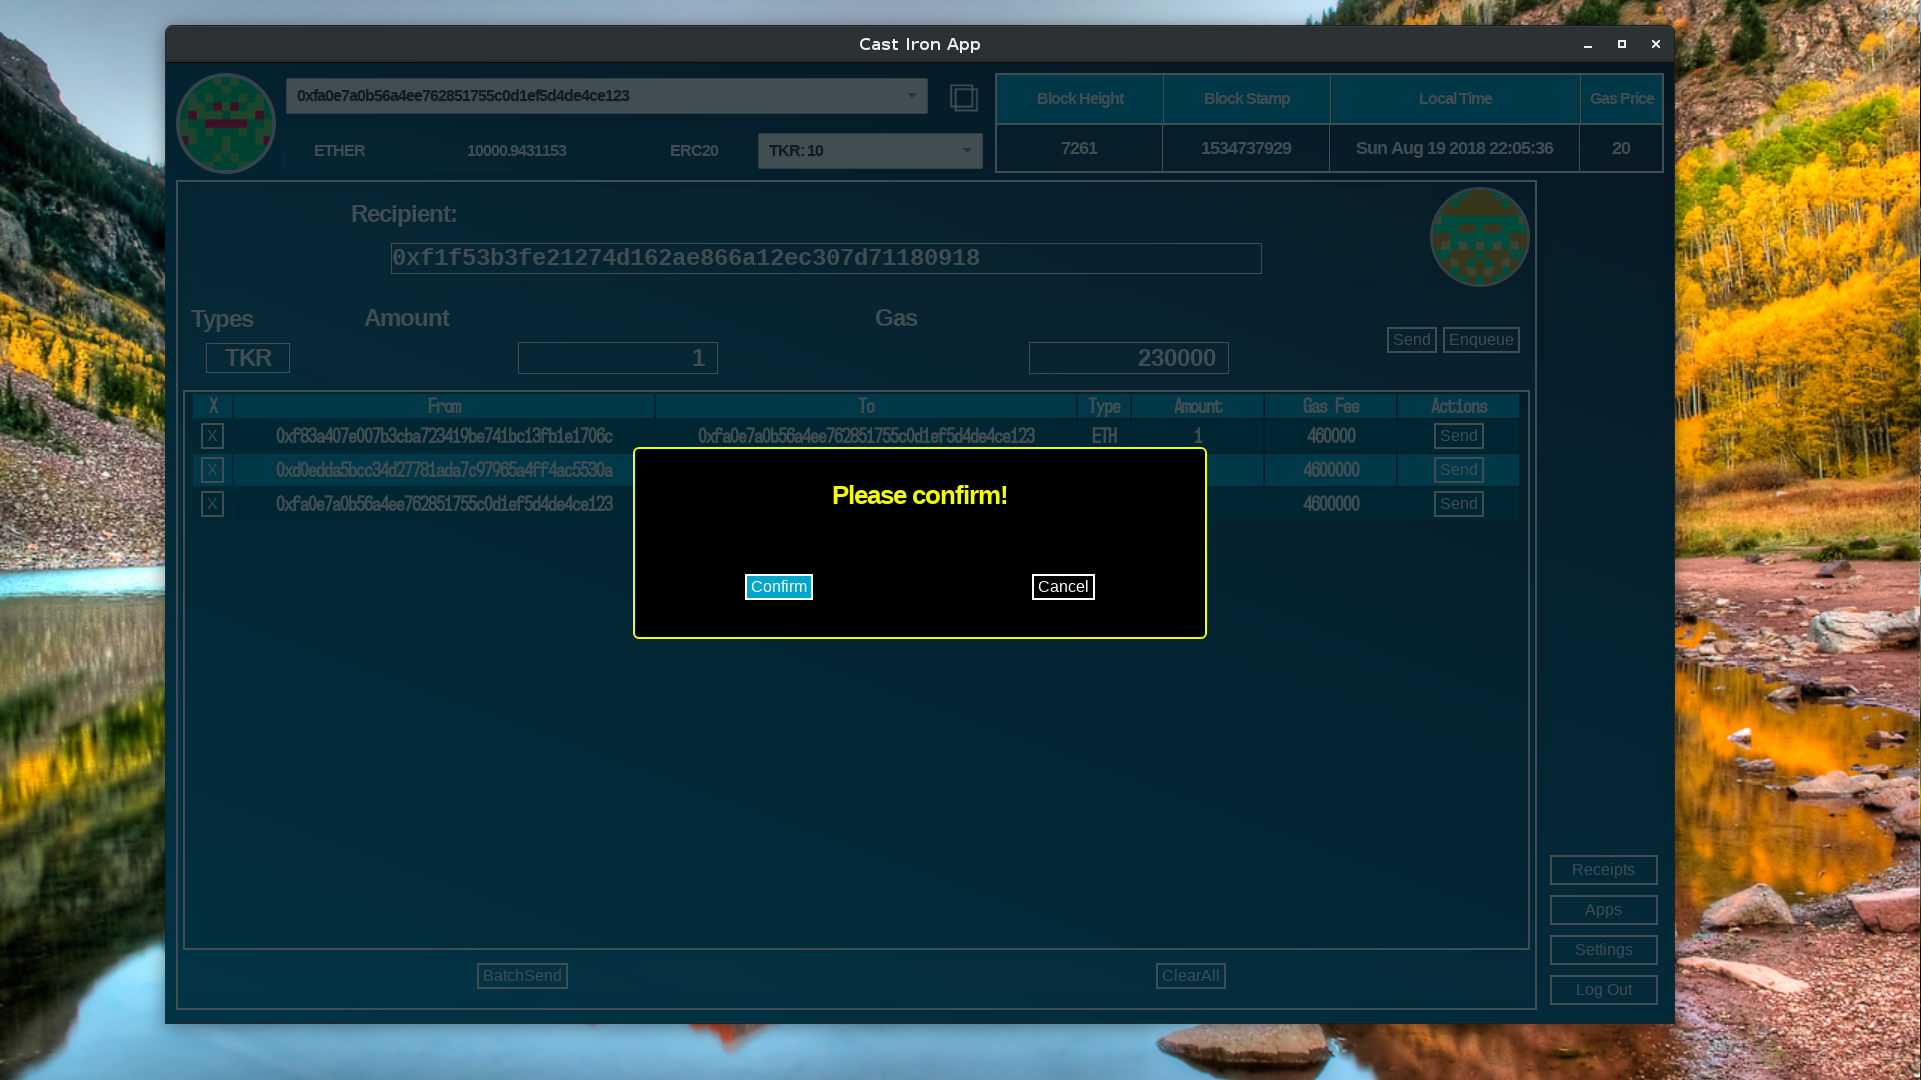 Cast Iron App
0xfa0e7a0b56a4ee762851755c0d1ef5d4de4ce123
ETHER 10000.9431153 ERC20 TKR: 10
Block Height Block Stamp Local Time Gas Price
7261 1534737929 Sun Aug 19 2018 22:05:36 20
Recipient:
0xf1f53b3fe21274d162ae866a12ec307d71180918
Types Amount Gas
TKR 1 230000 Send Enqueue
X From To Type Amount Gas Fee Actions
X 0xf83a407e007b3cba723419be741bc13fb1e1706c 0xfa0e7a0b56a4ee762851755c0d1ef5d4de4ce123 ETH 1 460000 Send
X 0xd0edda5bcc34d27781ada7c97965a4ff4ac5530a 4600000 Send
X 0xfa0e7a0b56a4ee762851755c0d1ef5d4de4ce123 4600000 Send
Please confirm!
Confirm Cancel
BatchSend ClearAll
Receipts
Apps
Settings
Log Out